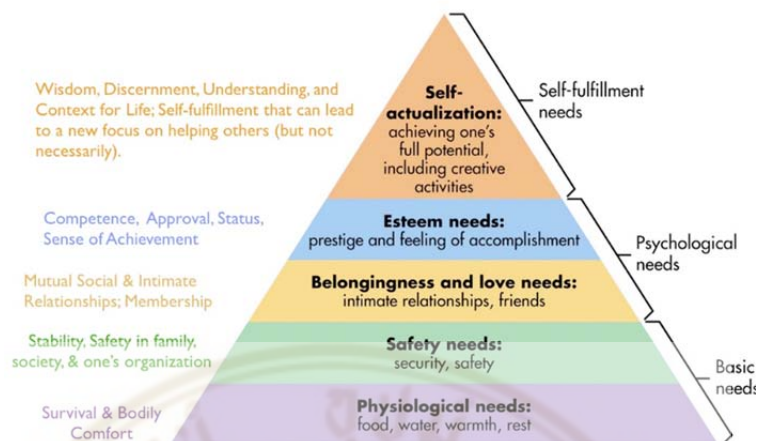 Wisdom, Discernment, Understanding, and
Context for Life; Self-fulfillment that can lead
to a new focus on helping others (but not
necessarily).
Self-
actualization:
achieving one's
full potential,
including creative
activities
Self-fulfillment
needs
Competence, Approval, Status,
Sense of Achievement
Esteem needs:
prestige and feeling of accomplishment
Psychological
needs
Mutual Social & Intimate
Relationships; Membership
Belongingness and love needs:
intimate relationships, friends
Stability, Safety in family,
society, & one's organization
Safety needs:
security, safety
Basic
needs
Survival & Bodily
Comfort
Physiological needs:
food, water, warmth, rest